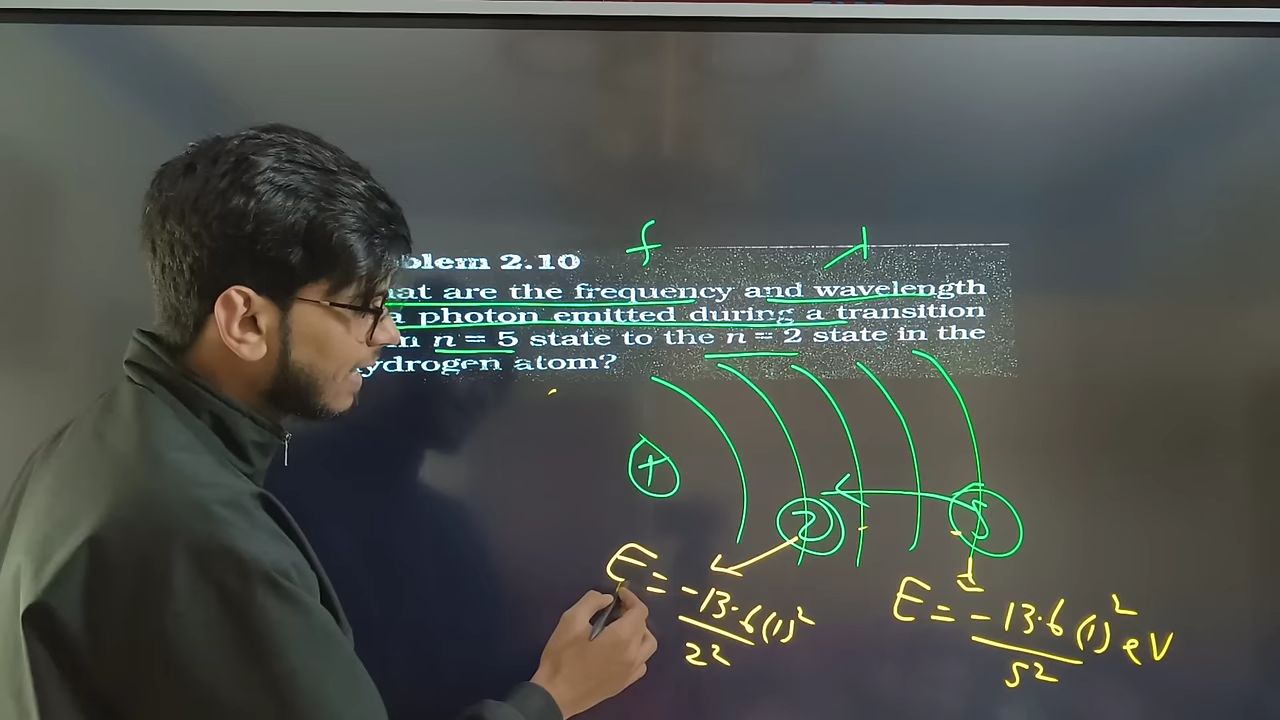 f λ
blem 2.10
at are the frequency and wavelength
a photon emitted during a transition
m n = 5 state to the n = 2 state in the
ydrogen atom?
+
2 5
E = -13.6 (1)² / 2²
E = -13.6 (1)² eV / 5²